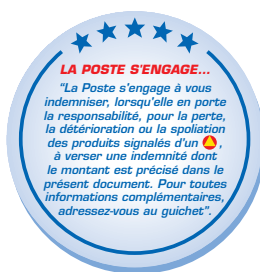 LA POSTE S'ENGAGE...
"La Poste s'engage à vous
indemniser, lorsqu'elle en porte
la responsabilité, pour la perte,
la détérioration ou la spoliation
des produits signalés d'un ,
à verser une indemnité dont
le montant est précisé dans le
présent document. Pour toutes
informations complémentaires,
adressez-vous au guichet".